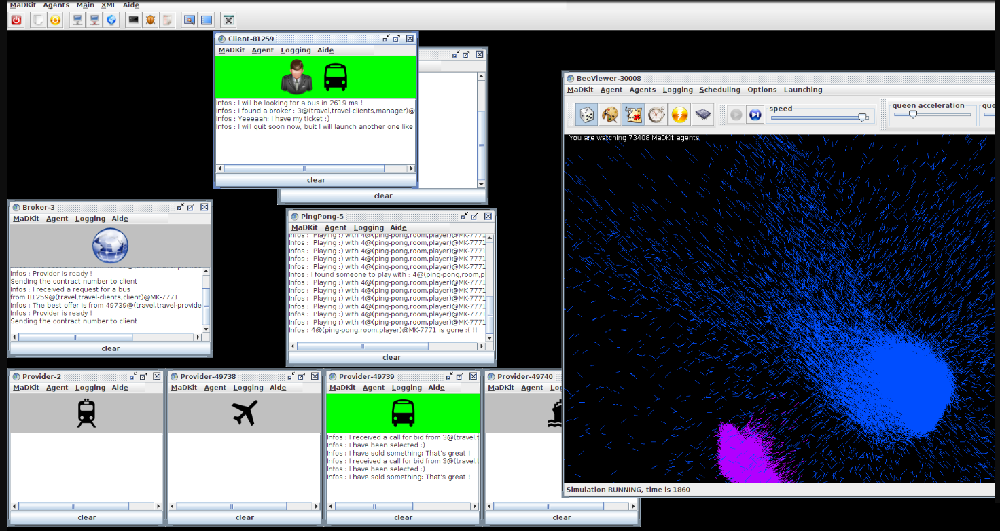 MaDKit Agents Main XML Aide
Client-81259
MaDKit Agent Logging Aide
Infos : I will be looking for a bus in 2619 ms !
Infos : I found a broker : 3@(travel,travel-clients,manager)@
Infos : Yeeeaah: I have my ticket :)
Infos : I will quit soon now, buit I will launch another one like
clear
clear
BeeViewer-30008
MaDKit Agent Agents Logging Scheduling Options Launching
speed
queen acceleration
que
You are watching 73408 MaDKit agents
Simulation RUNNING, time is 1860
Broker-3
MaDKit Agent Logging Aide
Infos : Provider is ready !
Sending the contract number to client
Infos : I received a request for a bus
from 81259@(travel,travel-clients,client)@MK-7771
Infos : The best offer is from 49739@(travel,travel-provide
Infos : Provider is ready !
Sending the contract number to client
clear
PingPong-5
MaDKit Agent Logging Aide
Infos : Playing :) with 4@(ping-pong,room,player)@MK-7771
Infos : Playing :) with 4@(ping-pong,room,player)@MK-7771
Infos : Playing :) with 4@(ping-pong,room,player)@MK-7771
Infos : Playing :) with 4@(ping-pong,room,player)@MK-7771
Infos : Playing :) with 4@(ping-pong,room,player)@MK-7771
Infos : I found someone to play with : 4@(ping-pong,room,p
Infos : Playing :) with 4@(ping-pong,room,player)@MK-7771
Infos : Playing :) with 4@(ping-pong,room,player)@MK-7771
Infos : Playing :) with 4@(ping-pong,room,player)@MK-7771
Infos : Playing :) with 4@(ping-pong,room,player)@MK-7771
Infos : Playing :) with 4@(ping-pong,room,player)@MK-7771
Infos : Playing :) with 4@(ping-pong,room,player)@MK-7771
Infos : 4@(ping-pong,room,player)@MK-7771 is gone :( !!
clear
Provider-2
MaDKit Agent Logging Aide
clear
Provider-49738
MaDKit Agent Logging Aide
clear
Provider-49739
MaDKit Agent Logging Aide
Infos : I received a call for bid from 3@(travel,t
Infos : I have been selected :)
Infos : I have sold something: That's great !
Infos : I received a call for bid from 3@(travel,t
Infos : I have been selected :)
Infos : I have sold something: That's great !
clear
Provider-49740
MaDKit Agent Log
clear